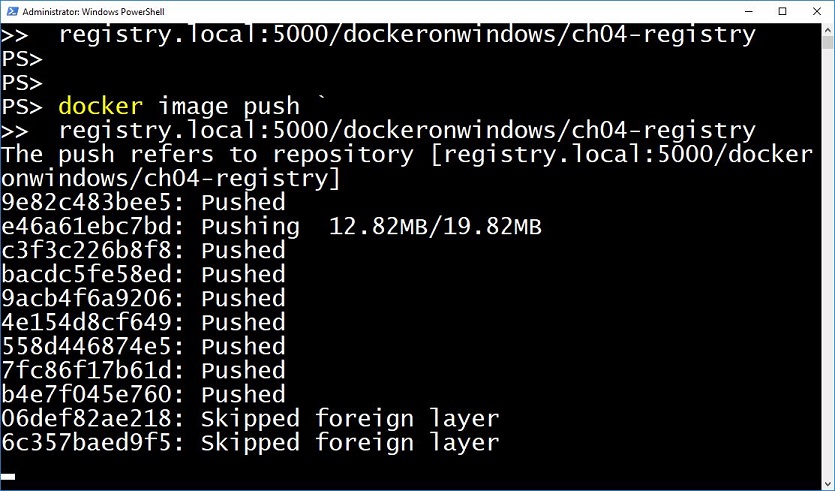 Administrator: Windows PowerShell
>>  registry.local:5000/dockeronwindows/ch04-registry
PS>
PS>
PS> docker image push `
>>  registry.local:5000/dockeronwindows/ch04-registry
The push refers to repository [registry.local:5000/docker
onwindows/ch04-registry]
9e82c483bee5: Pushed
e46a61ebc7bd: Pushing  12.82MB/19.82MB
c3f3c226b8f8: Pushed
bacdc5fe58ed: Pushed
9acb4f6a9206: Pushed
4e154d8cf649: Pushed
558d446874e5: Pushed
7fc86f17b61d: Pushed
b4e7f045e760: Pushed
06def82ae218: Skipped foreign layer
6c357baed9f5: Skipped foreign layer